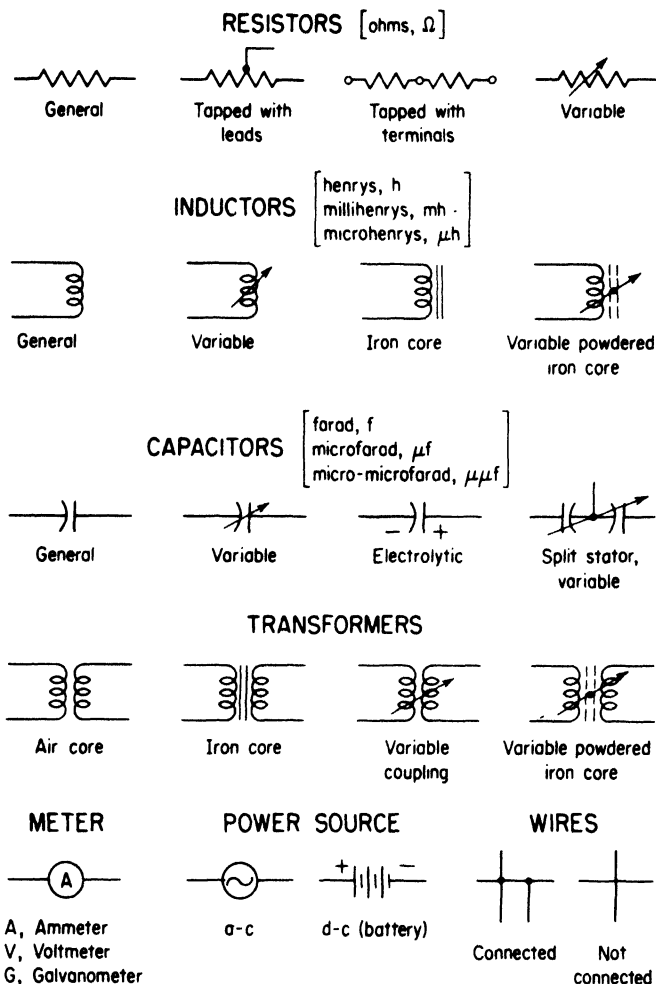 RESISTORS [ohms, Ω]
General
Tapped with leads
Tapped with terminals
Variable
INDUCTORS
henrys, h
millihenrys, mh
microhenrys, μh
General
Variable
Iron core
Variable powdered iron core
CAPACITORS
farad, f
microfarad, μf
micro-microfarad, μμf
General
Variable
− +
Electrolytic
Split stator, variable
TRANSFORMERS
Air core
Iron core
Variable coupling
Variable powdered iron core
METER
A
A, Ammeter
V, Voltmeter
G, Galvanometer
POWER SOURCE
a-c
+ −
d-c (battery)
WIRES
Connected
Not connected